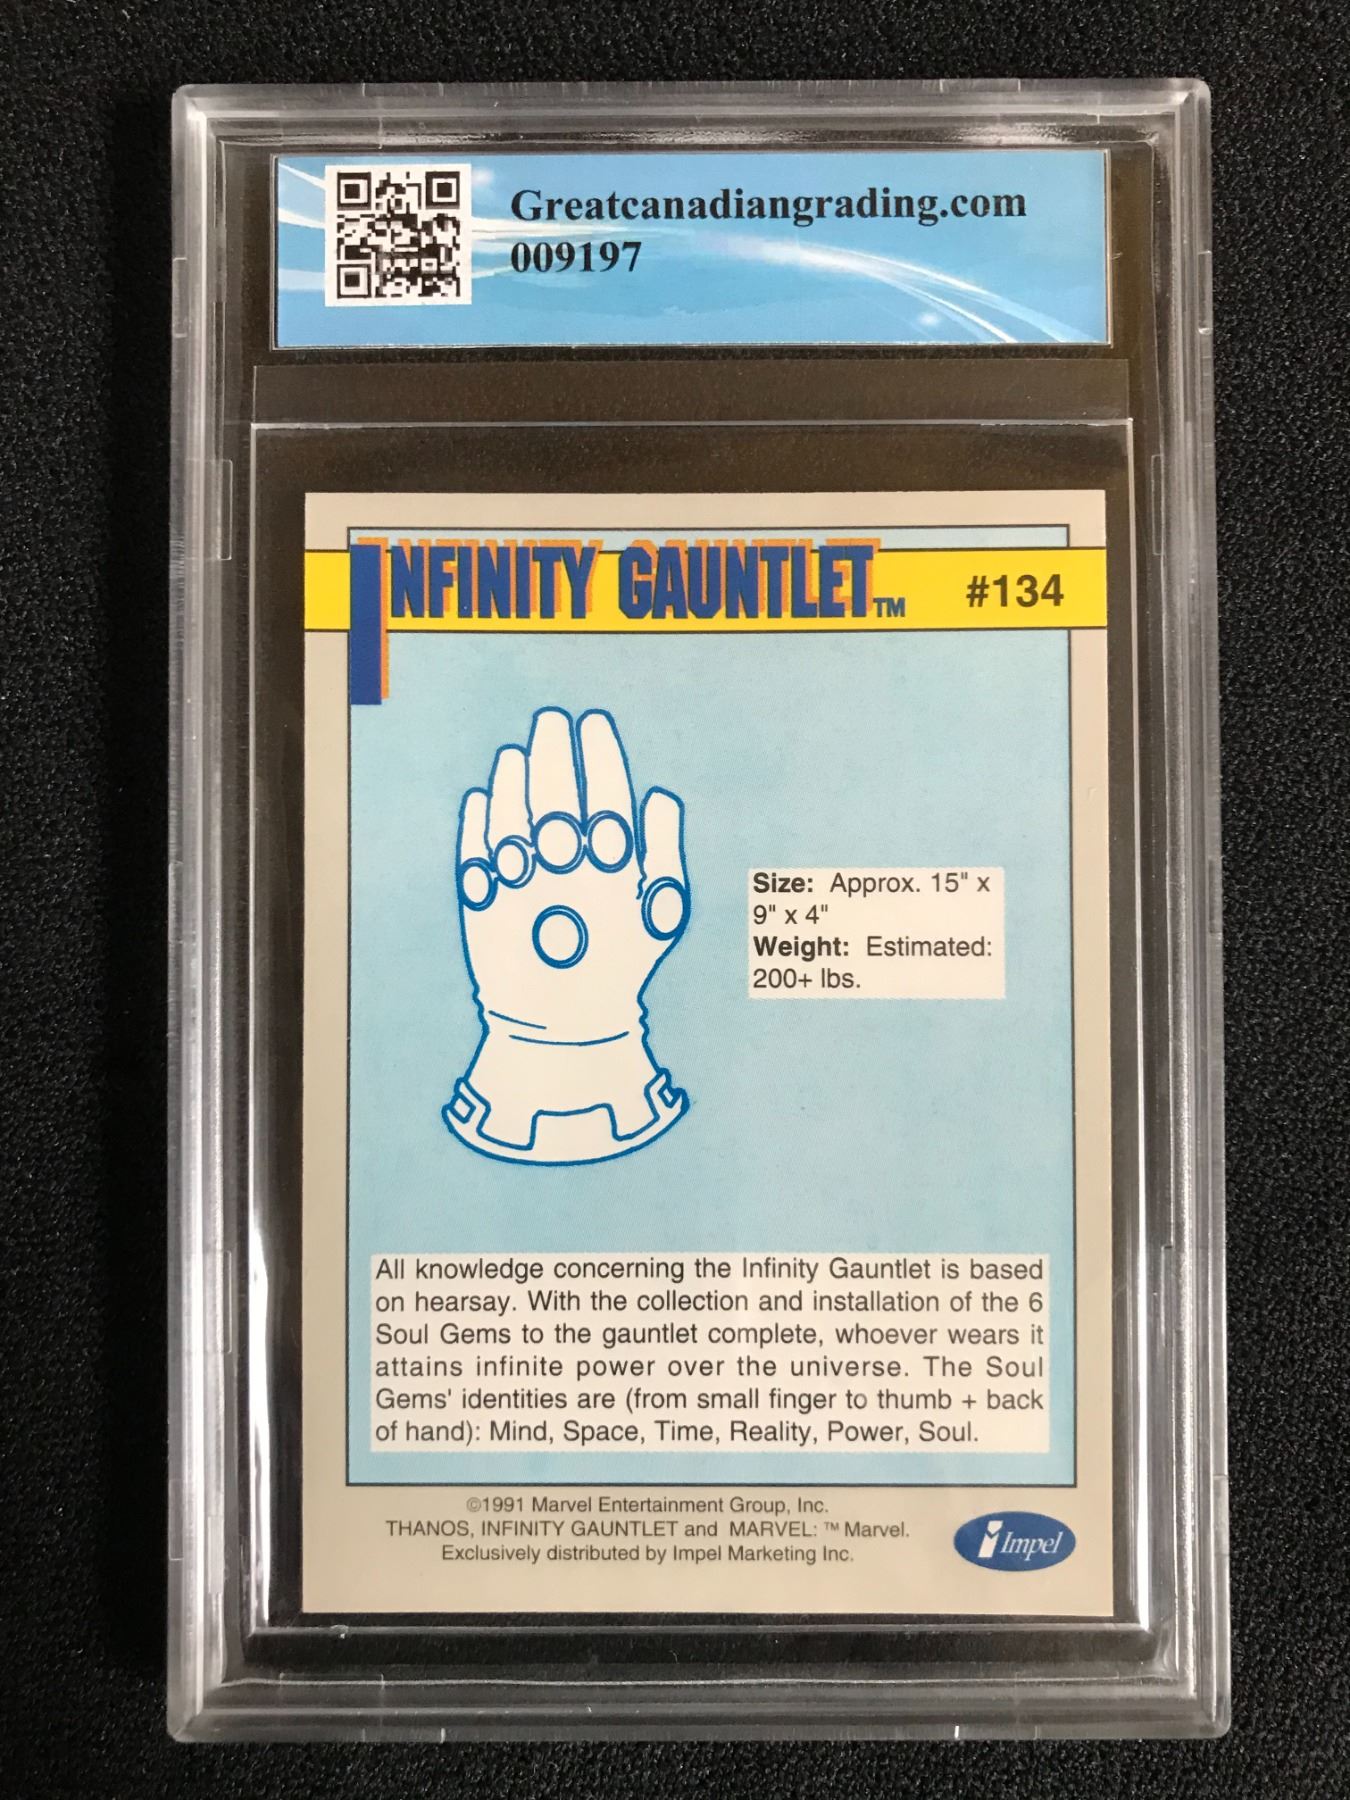 Greatcanadiangrading.com
009197
INFINITY GAUNTLET™ #134
Size: Approx. 15" x
9" x 4"
Weight: Estimated:
200+ lbs.
All knowledge concerning the Infinity Gauntlet is based
on hearsay. With the collection and installation of the 6
Soul Gems to the gauntlet complete, whoever wears it
attains infinite power over the universe. The Soul
Gems' identities are (from small finger to thumb + back
of hand): Mind, Space, Time, Reality, Power, Soul.
©1991 Marvel Entertainment Group, Inc.
THANOS, INFINITY GAUNTLET and MARVEL: ™ Marvel.
Exclusively distributed by Impel Marketing Inc.
Impel